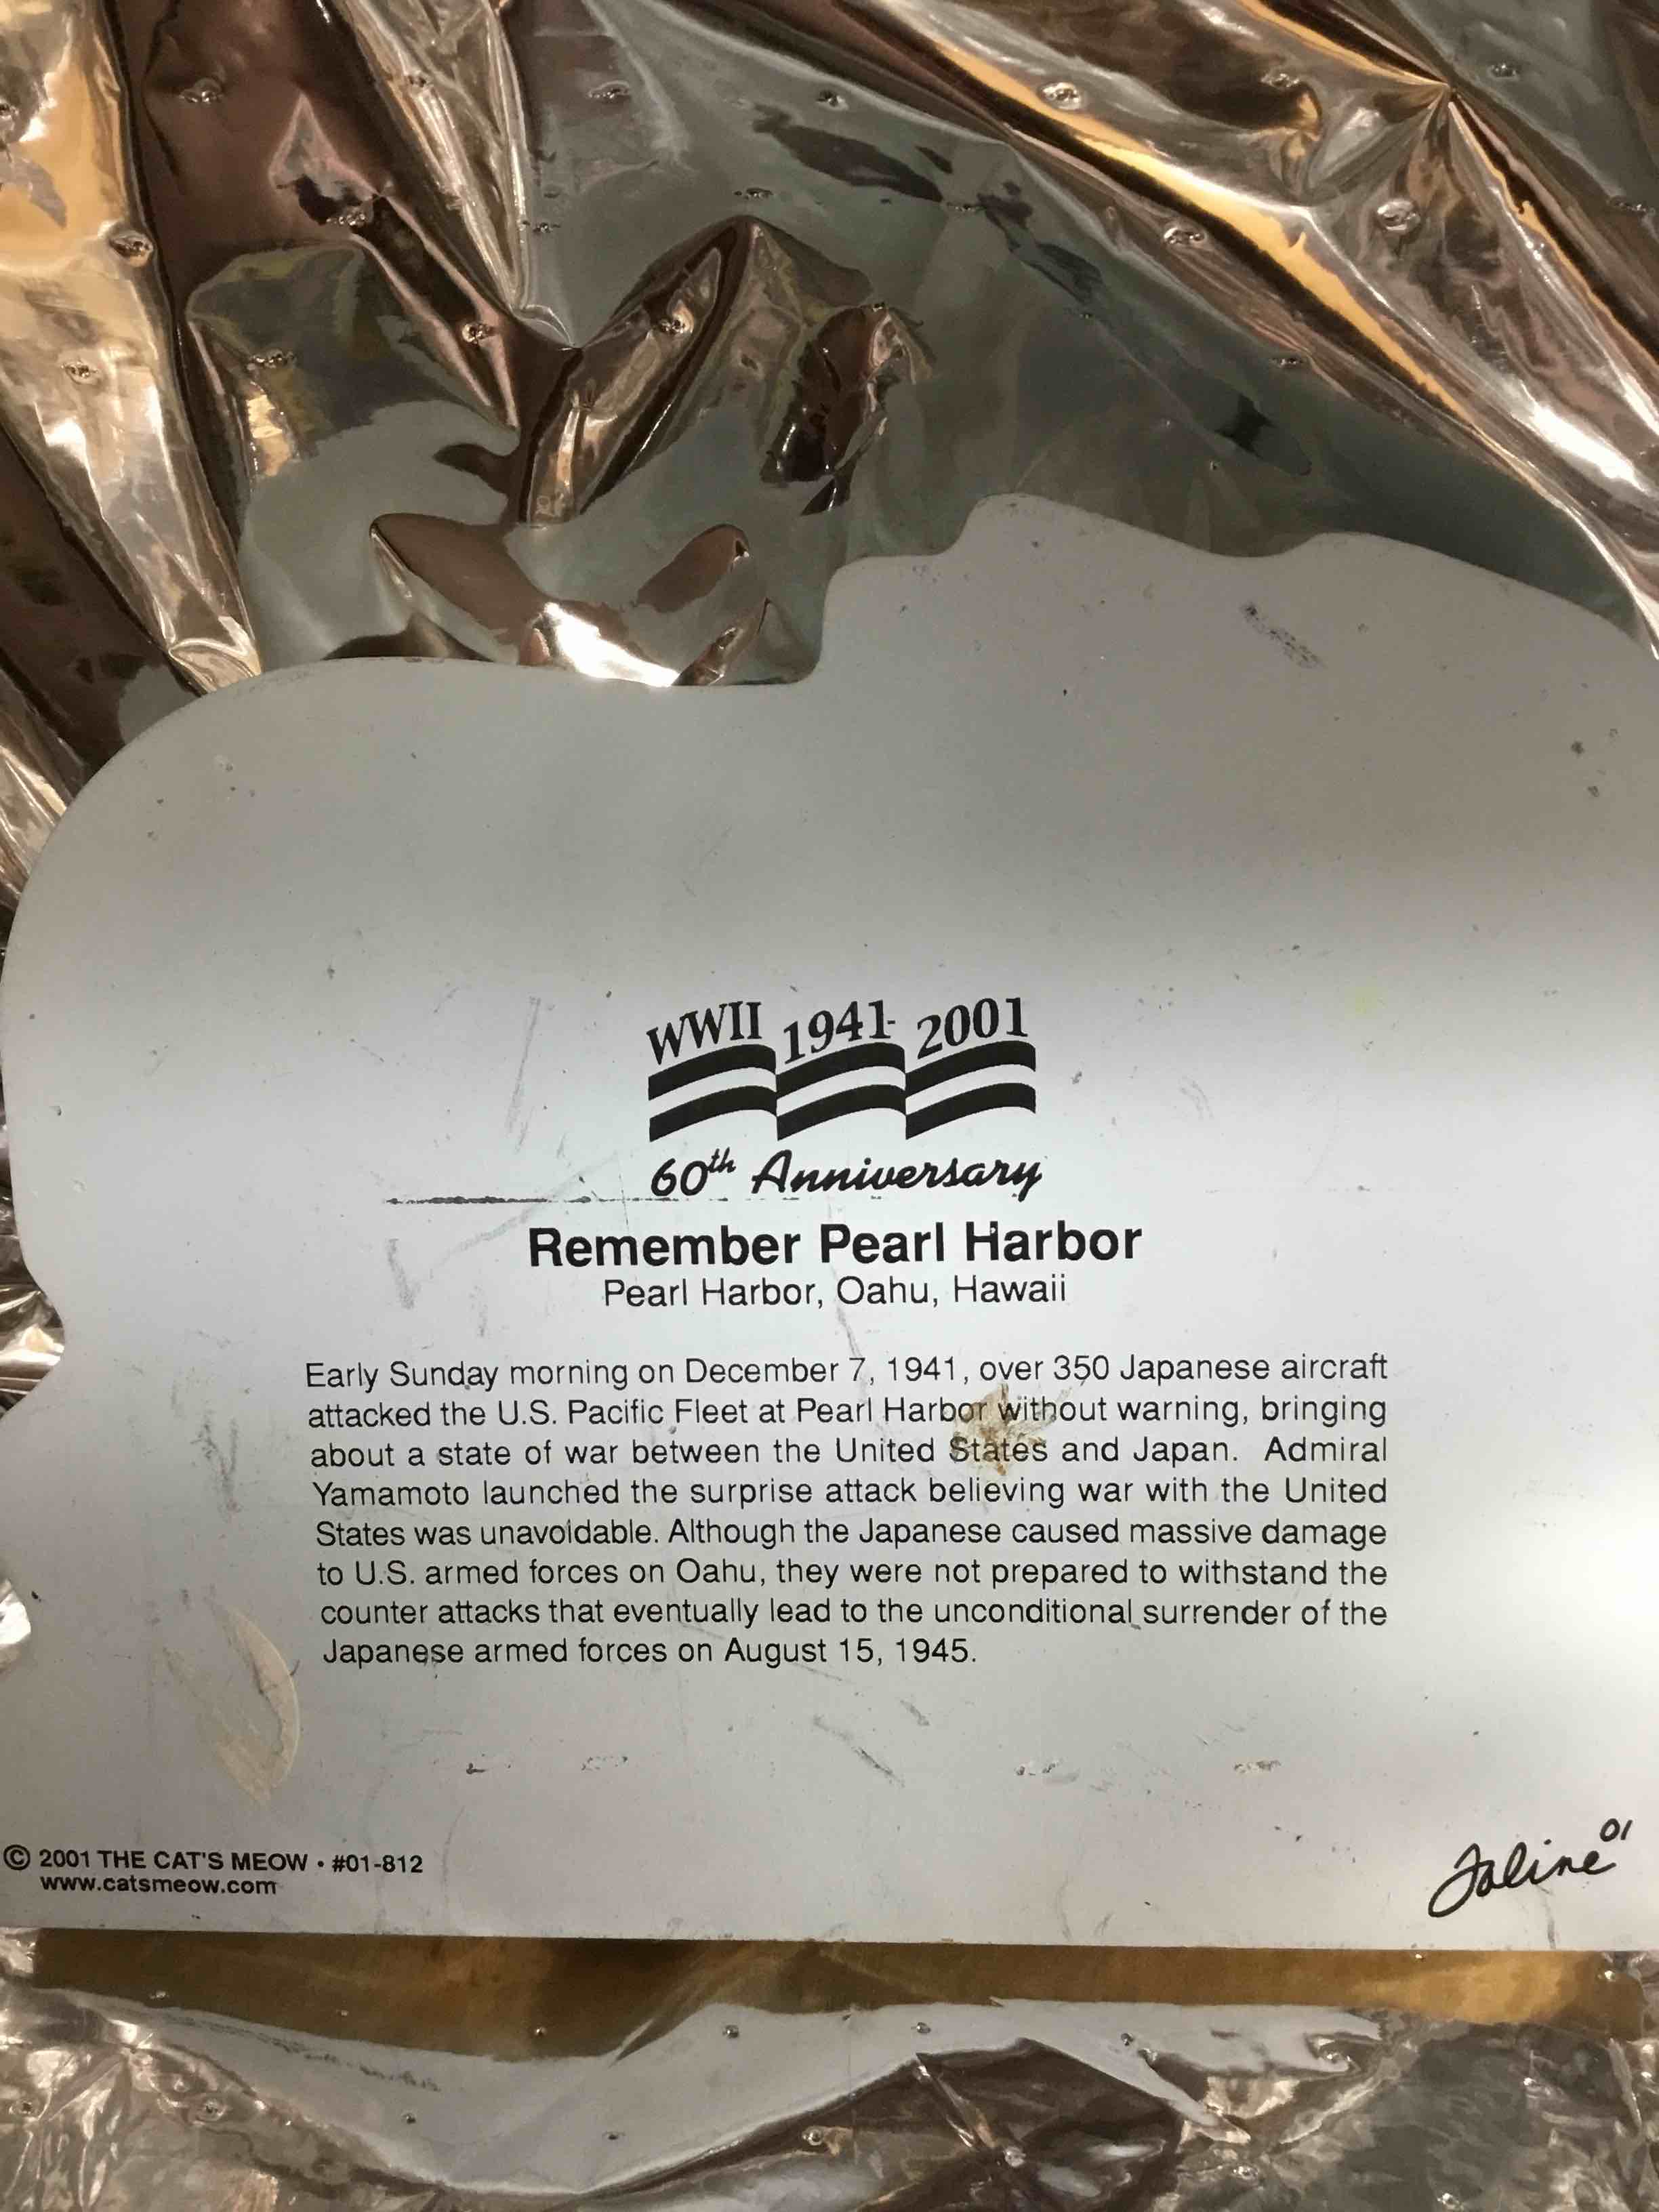 WWII 1941-2001
60th Anniversary
Remember Pearl Harbor
Pearl Harbor, Oahu, Hawaii
Early Sunday morning on December 7, 1941, over 350 Japanese aircraft
attacked the U.S. Pacific Fleet at Pearl Harbor without warning, bringing
about a state of war between the United States and Japan. Admiral
Yamamoto launched the surprise attack believing war with the United
States was unavoidable. Although the Japanese caused massive damage
to U.S. armed forces on Oahu, they were not prepared to withstand the
counter attacks that eventually lead to the unconditional surrender of the
Japanese armed forces on August 15, 1945.
© 2001 THE CAT'S MEOW • #01-812
www.catsmeow.com
Faline 01